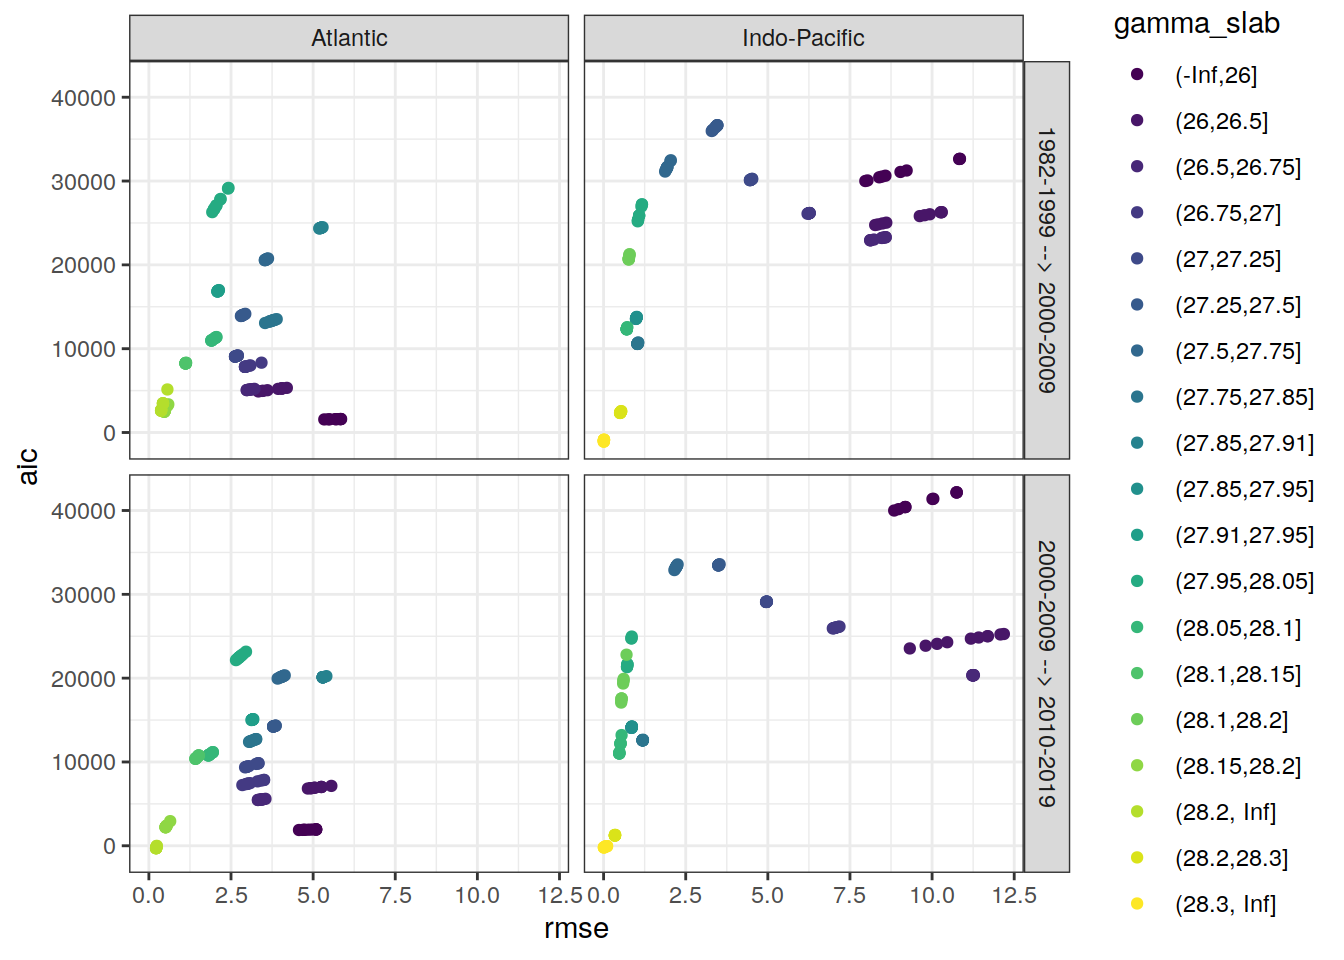 Atlantic
Indo-Pacific
gamma_slab
(-Inf,26]
(26,26.5]
(26.5,26.75]
(26.75,27]
(27,27.25]
(27.25,27.5]
(27.5,27.75]
(27.75,27.85]
(27.85,27.91]
(27.85,27.95]
(27.91,27.95]
(27.95,28.05]
(28.05,28.1]
(28.1,28.15]
(28.1,28.2]
(28.15,28.2]
(28.2, Inf]
(28.2,28.3]
(28.3, Inf]
40000
30000
20000
10000
0
1982-1999 --> 2000-2009
aic
40000
30000
20000
10000
0
2000-2009 --> 2010-2019
0.0 2.5 5.0 7.5 10.0 12.5 0.0 2.5 5.0 7.5 10.0 12.5
rmse